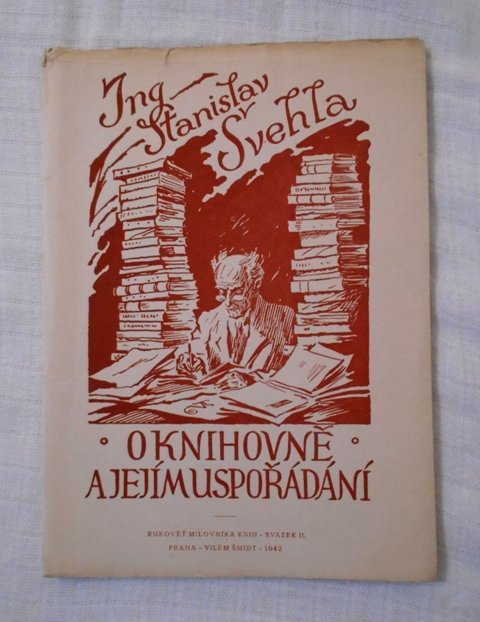 Ing
Stanislav
Švehla
• O KNIHOVNĚ •
A JEJÍM USPOŘÁDÁNÍ
RUKOVĚŤ MILOVNÍKA KNIH • SVAZEK II.
PRAHA • VILÉM ŠMIDT • 1942